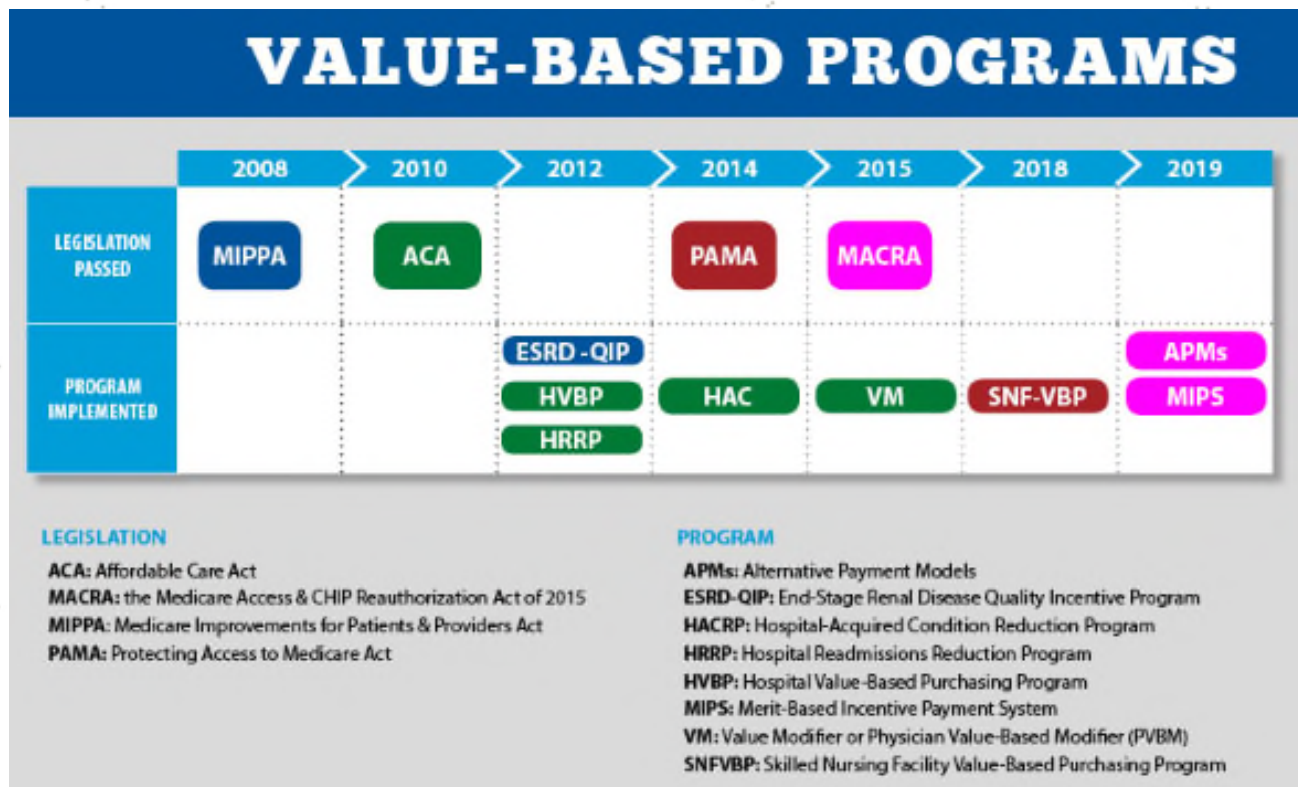 VALUE-BASED PROGRAMS
2008 2010 2012 2014 2015 2018 2019
LEGISLATION
PASSED
MIPPA ACA PAMA MACRA
PROGRAM
IMPLEMENTED
ESRD -QIP APMs
HVBP HAC VM SNF-VBP MIPS
HRRP
LEGISLATION
ACA: Affordable Care Act
MACRA: the Medicare Access & CHIP Reauthorization Act of 2015
MIPPA: Medicare Improvements for Patients & Providers Act
PAMA: Protecting Access to Medicare Act
PROGRAM
APMs: Alternative Payment Models
ESRD-QIP: End-Stage Renal Disease Quality Incentive Program
HACRP: Hospital-Acquired Condition Reduction Program
HRRP: Hospital Readmissions Reduction Program
HVBP: Hospital Value-Based Purchasing Program
MIPS: Merit-Based Incentive Payment System
VM: Value Modifier or Physician Value-Based Modifier (PVBM)
SNFVBP: Skilled Nursing Facility Value-Based Purchasing Program